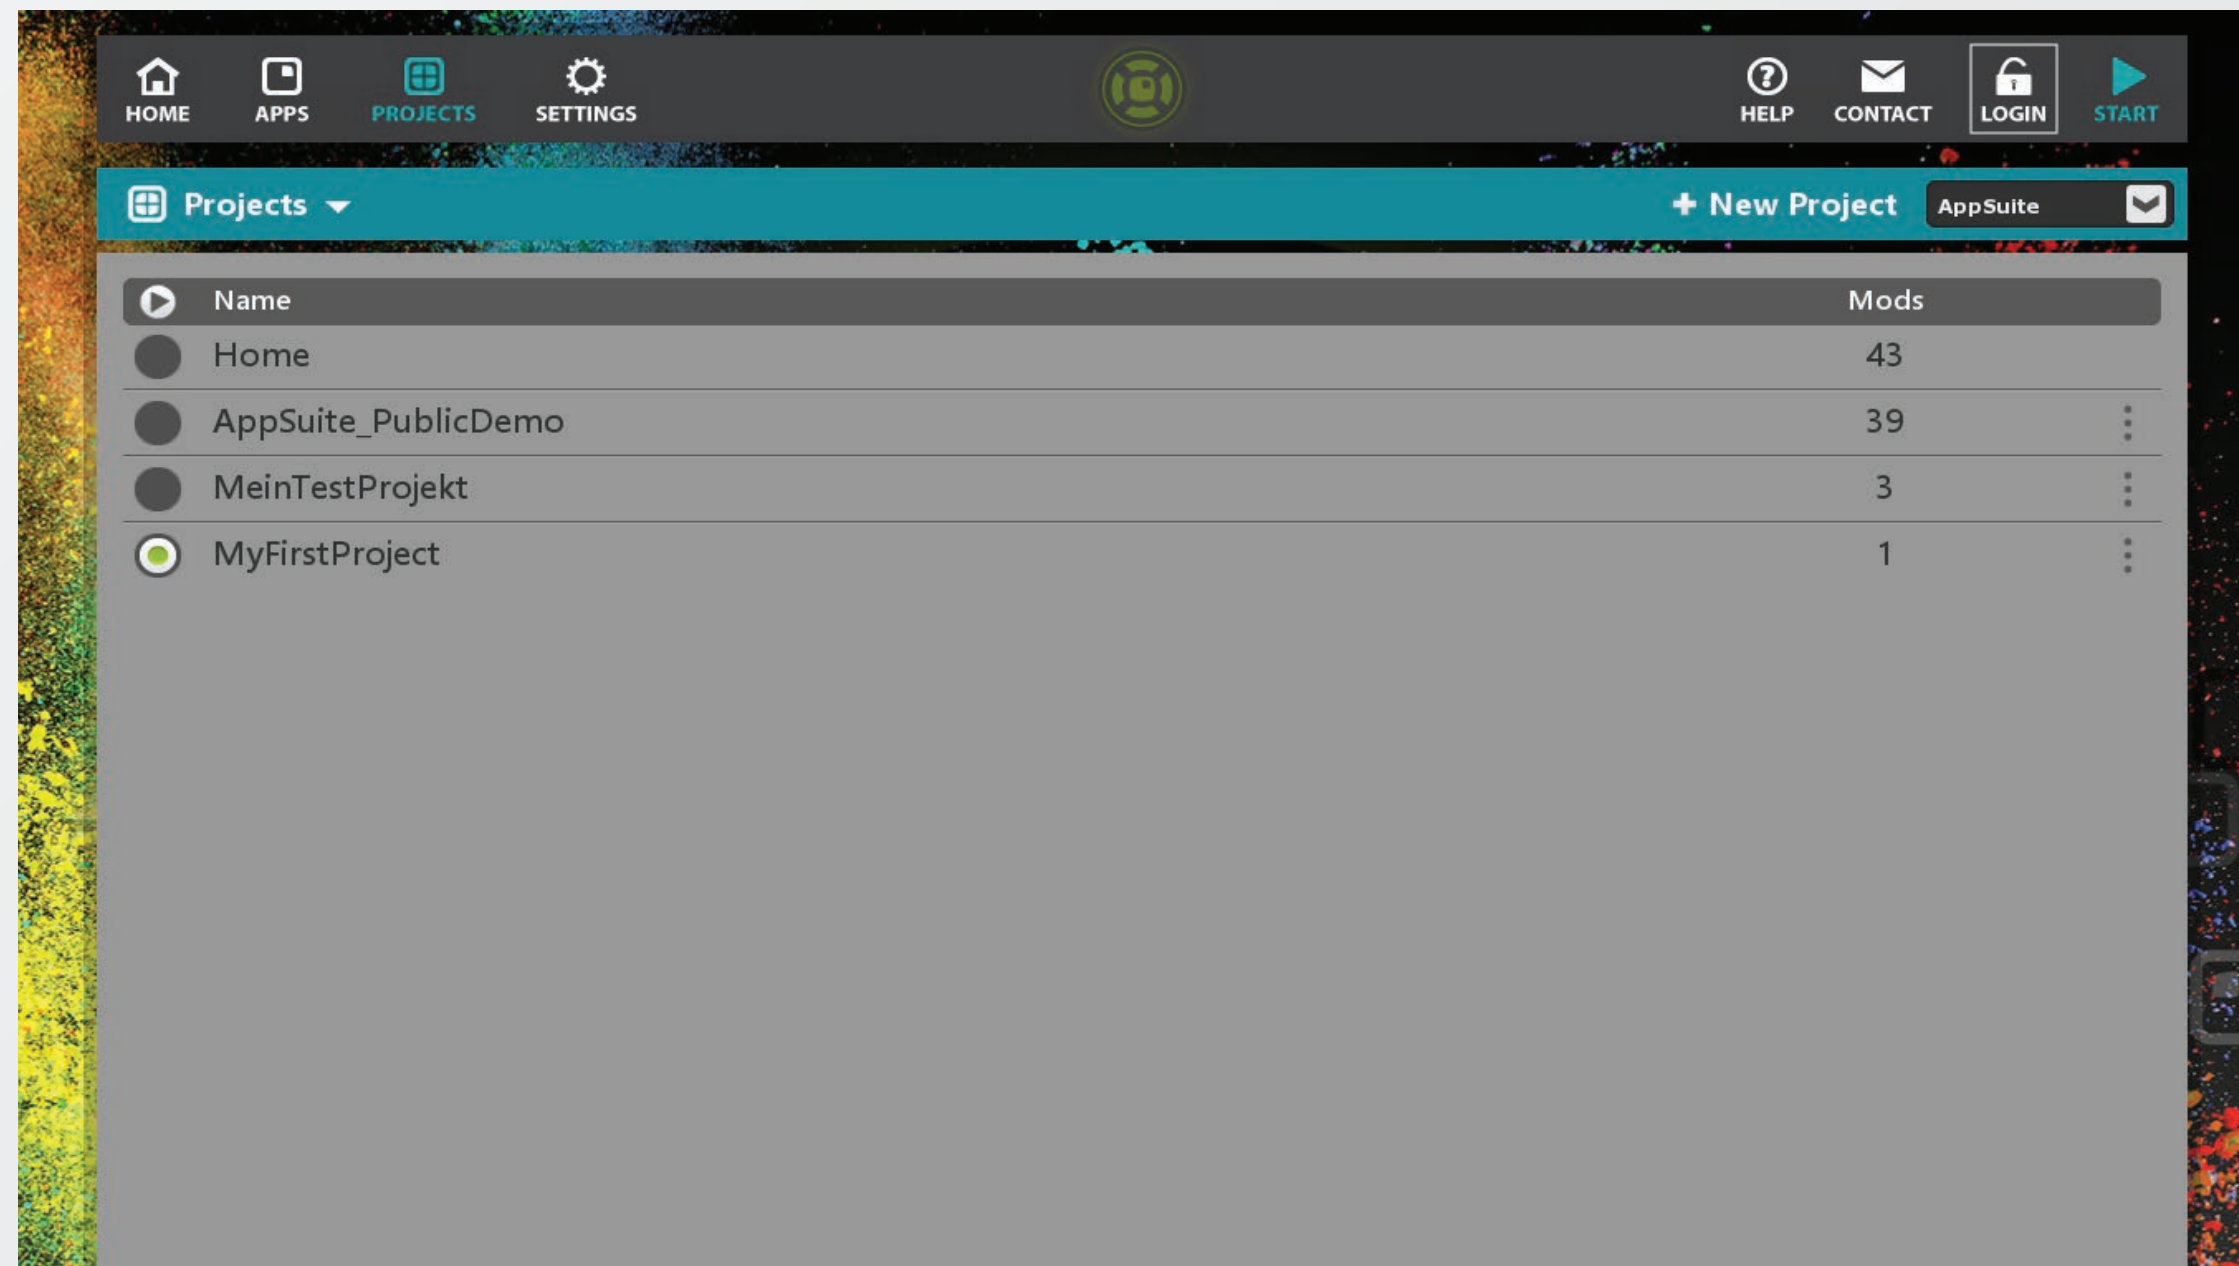 HOME APPS PROJECTS SETTINGS HELP CONTACT LOGIN START
Projects + New Project AppSuite
Name Mods
Home 43
AppSuite_PublicDemo 39
MeinTestProjekt 3
MyFirstProject 1